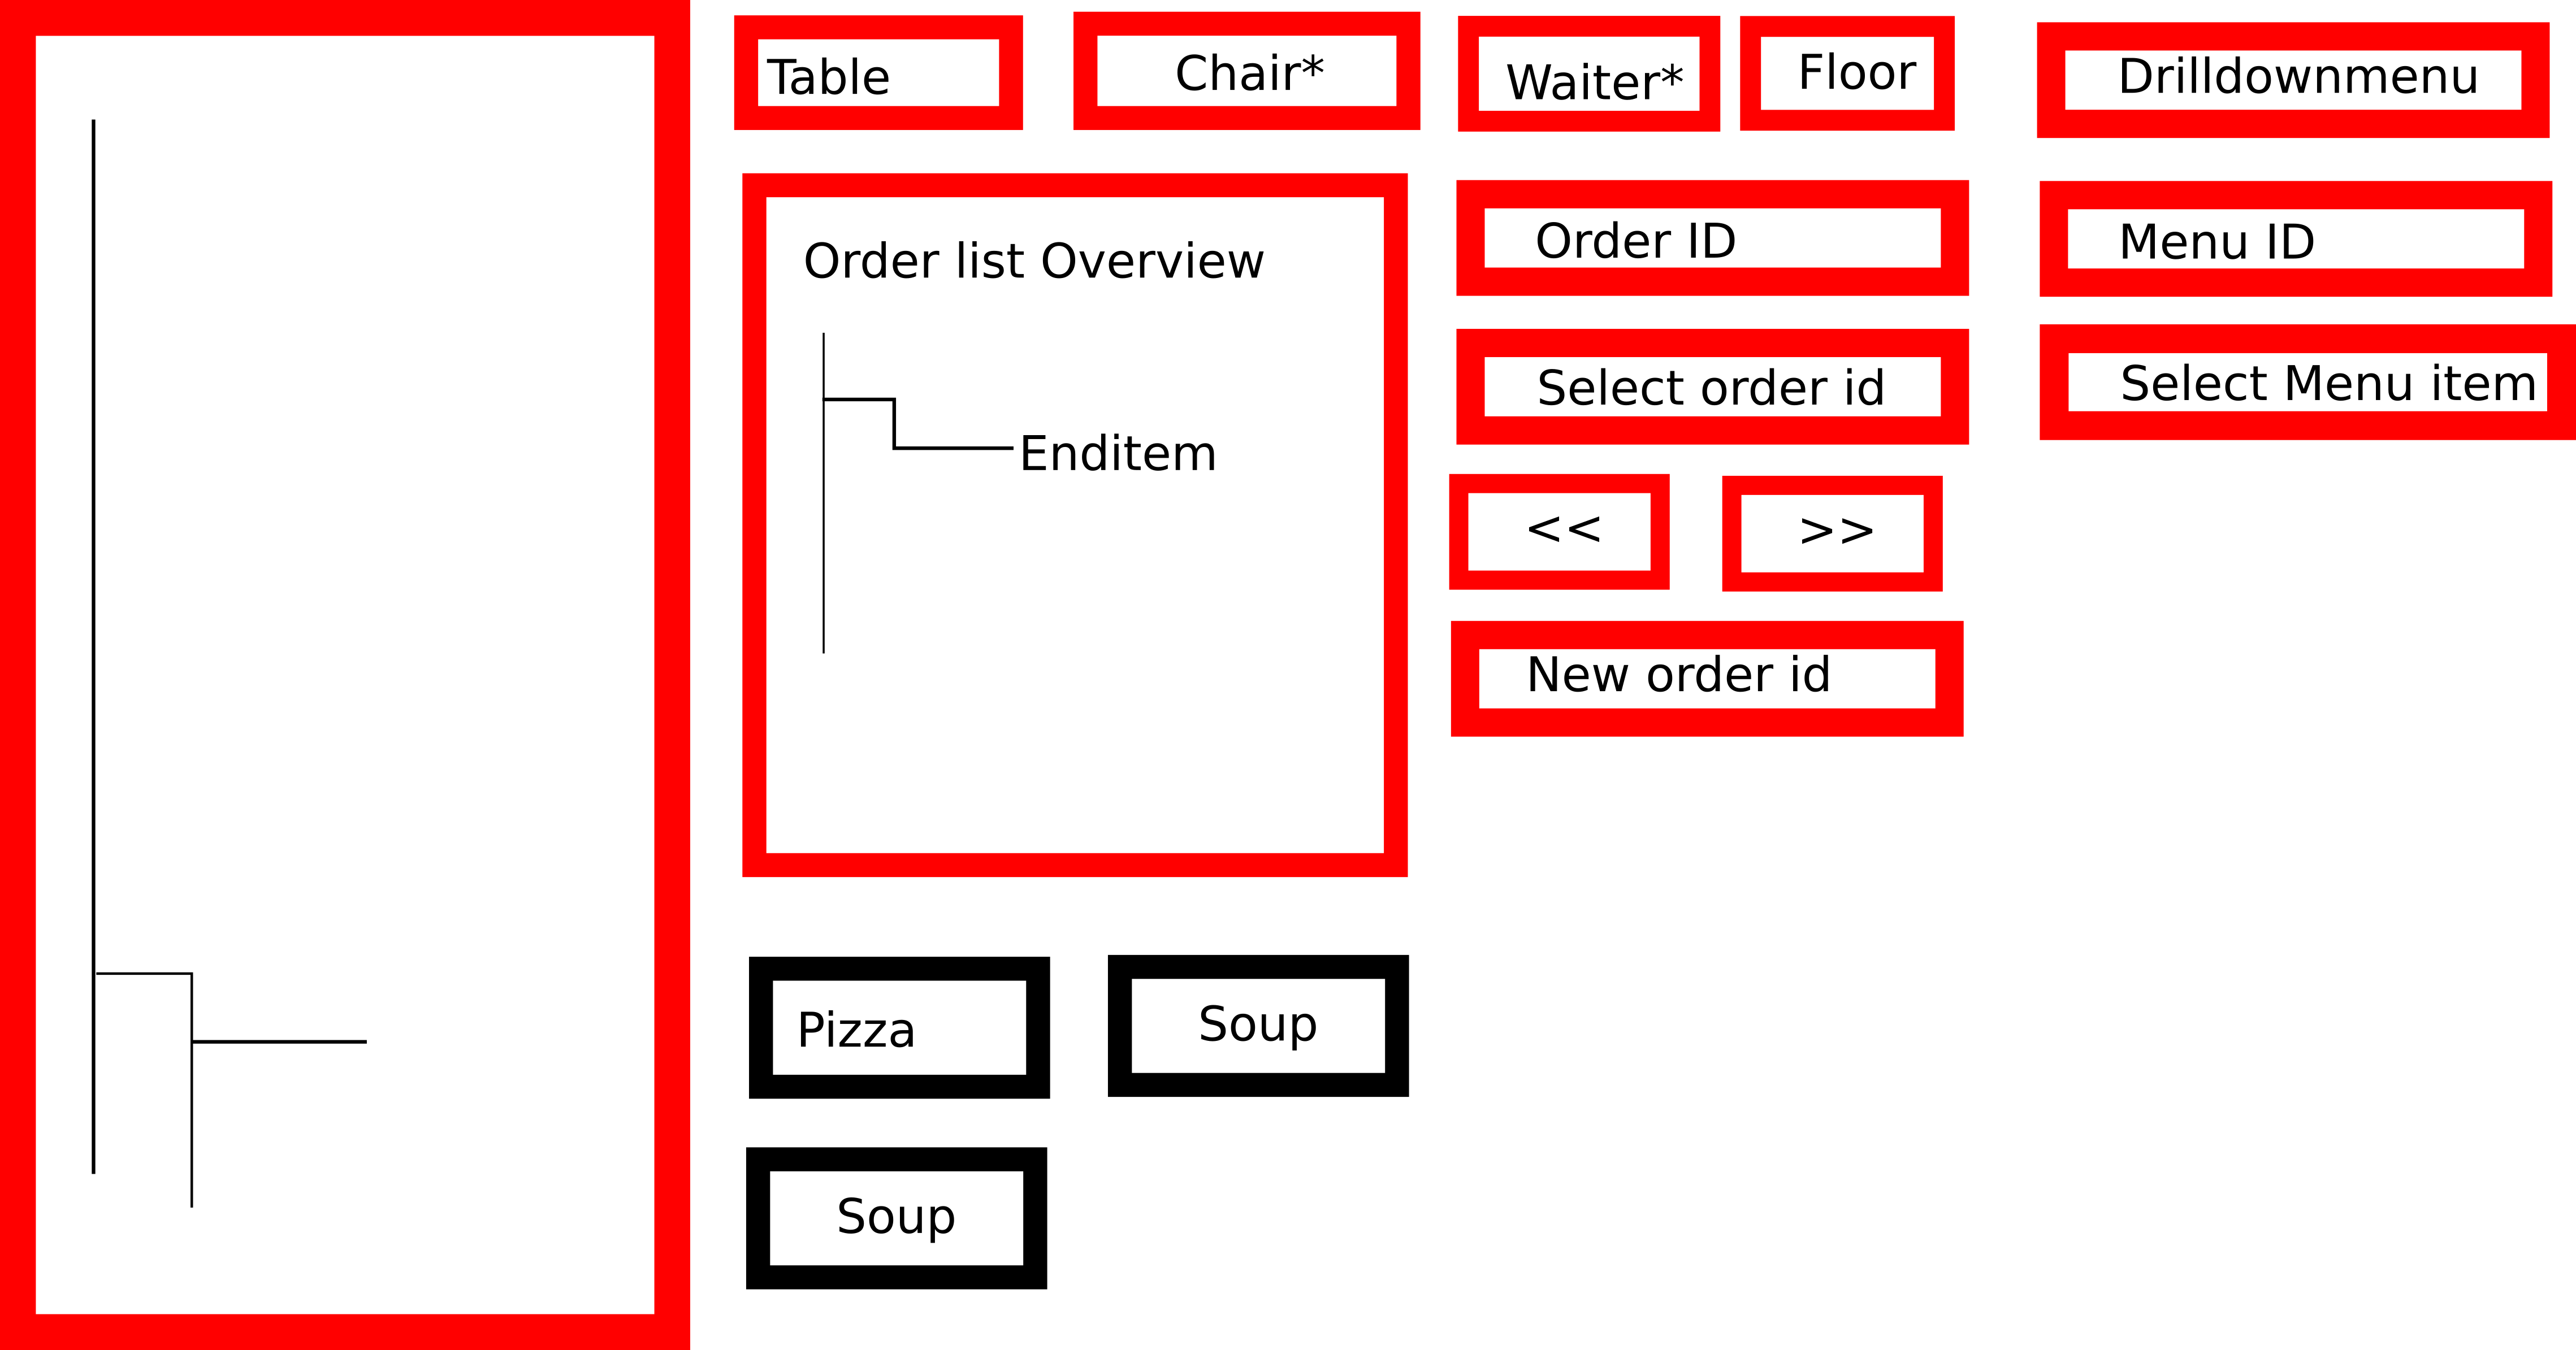 Table
Chair*
Waiter*
Floor
Drilldownmenu
Order list Overview
Enditem
Order ID
Menu ID
Select order id
Select Menu item
<<
>>
New order id
Pizza
Soup
Soup